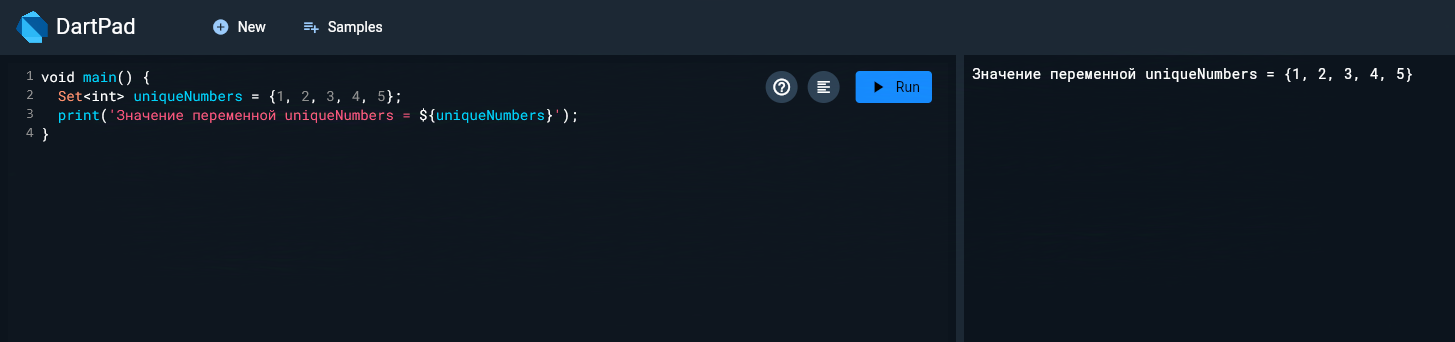 DartPad
New
Samples
1 void main() {
2   Set<int> uniqueNumbers = {1, 2, 3, 4, 5};
3   print('Значение переменной uniqueNumbers = ${uniqueNumbers}');
4 }
Run
Значение переменной uniqueNumbers = {1, 2, 3, 4, 5}